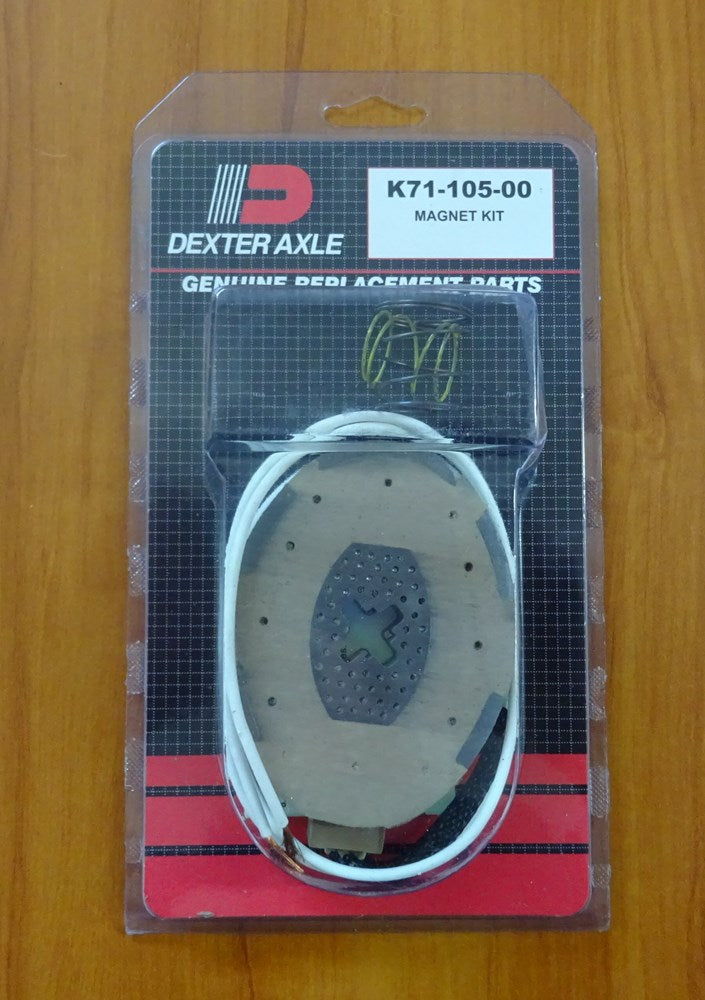 K71-105-00
MAGNET KIT
DEXTER AXLE
GENUINE REPLACEMENT PARTS